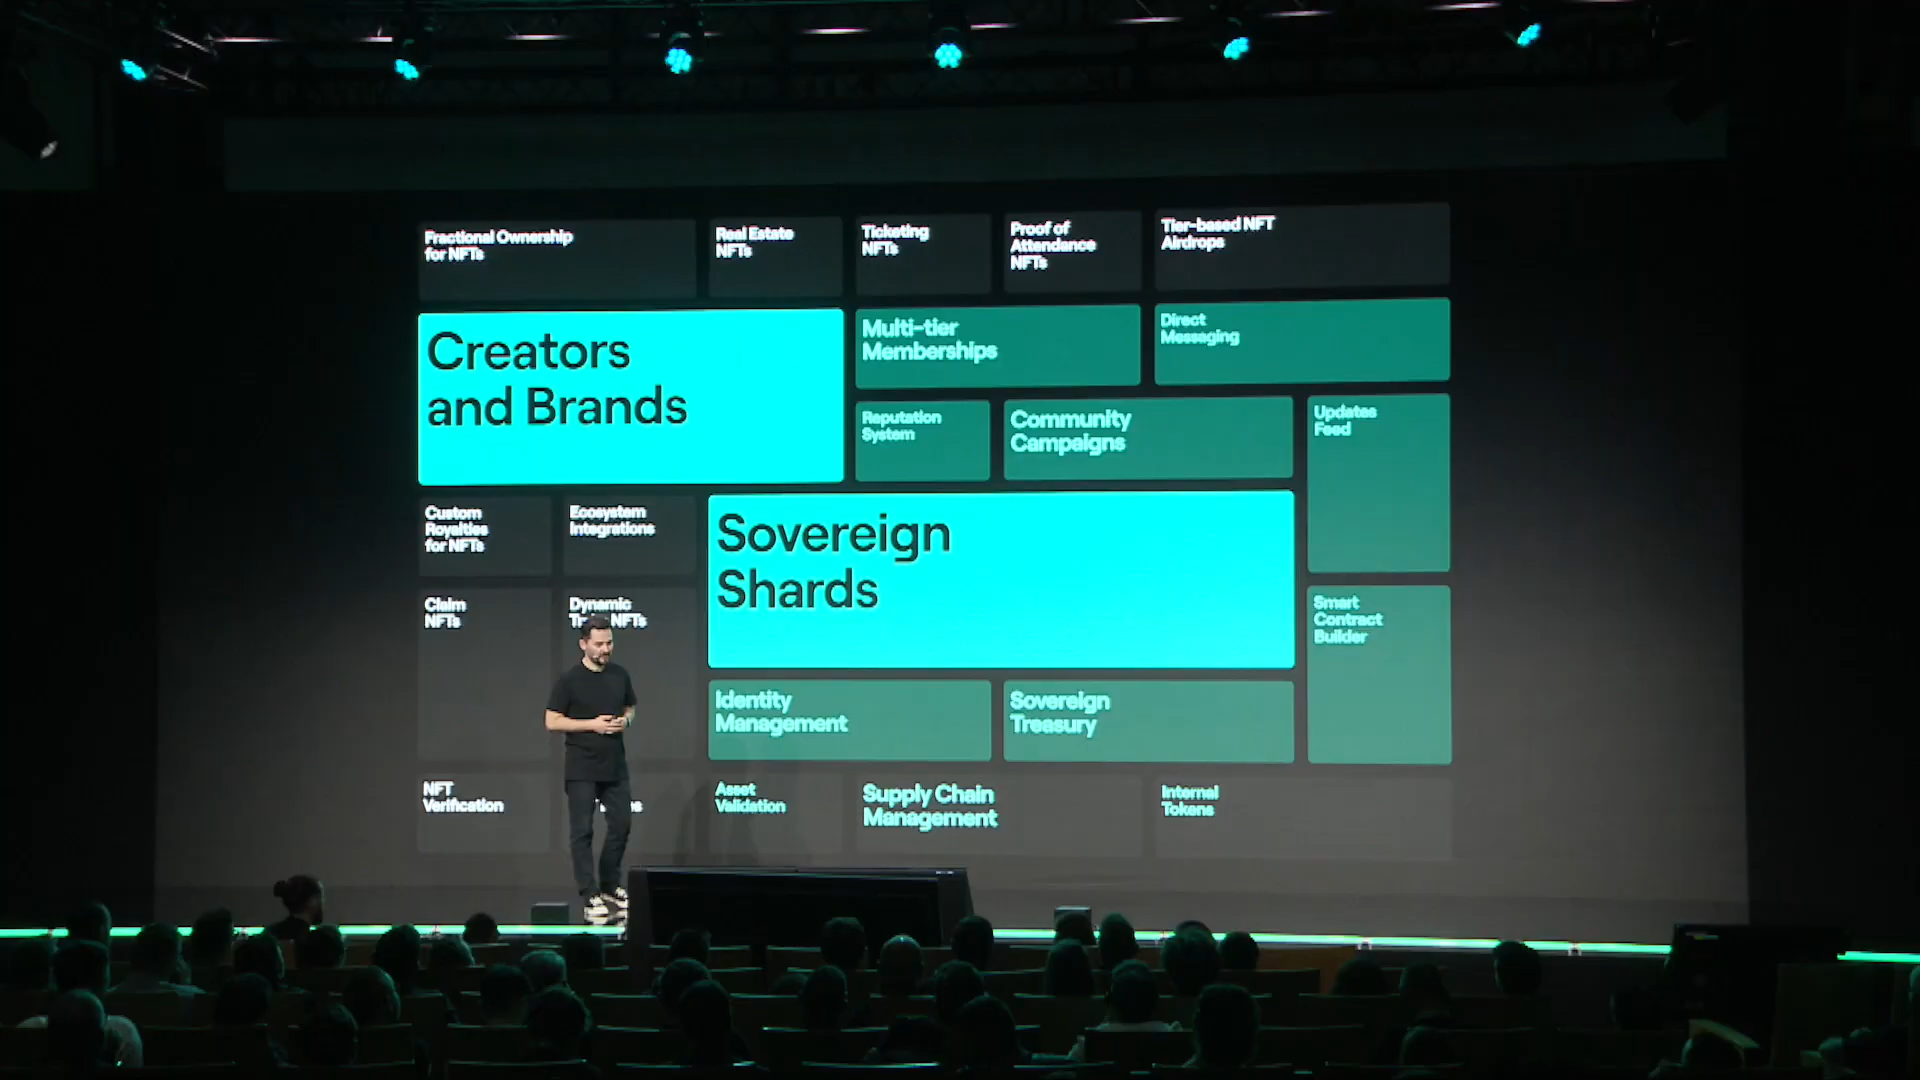 Fractional Ownership
for NFTs
Real Estate
NFTs
Ticketing
NFTs
Proof of
Attendance
NFTs
Tier-based NFT
Airdrops
Creators
and Brands
Multi-tier
Memberships
Direct
Messaging
Reputation
System
Community
Campaigns
Updates
Feed
Custom
Royalties
for NFTs
Ecosystem
Integrations
Sovereign
Shards
Claim
NFTs
Dynamic
NFTs
Smart
Contract
Builder
Identity
Management
Sovereign
Treasury
NFT
Verification
Asset
Validation
Supply Chain
Management
Internal
Tokens